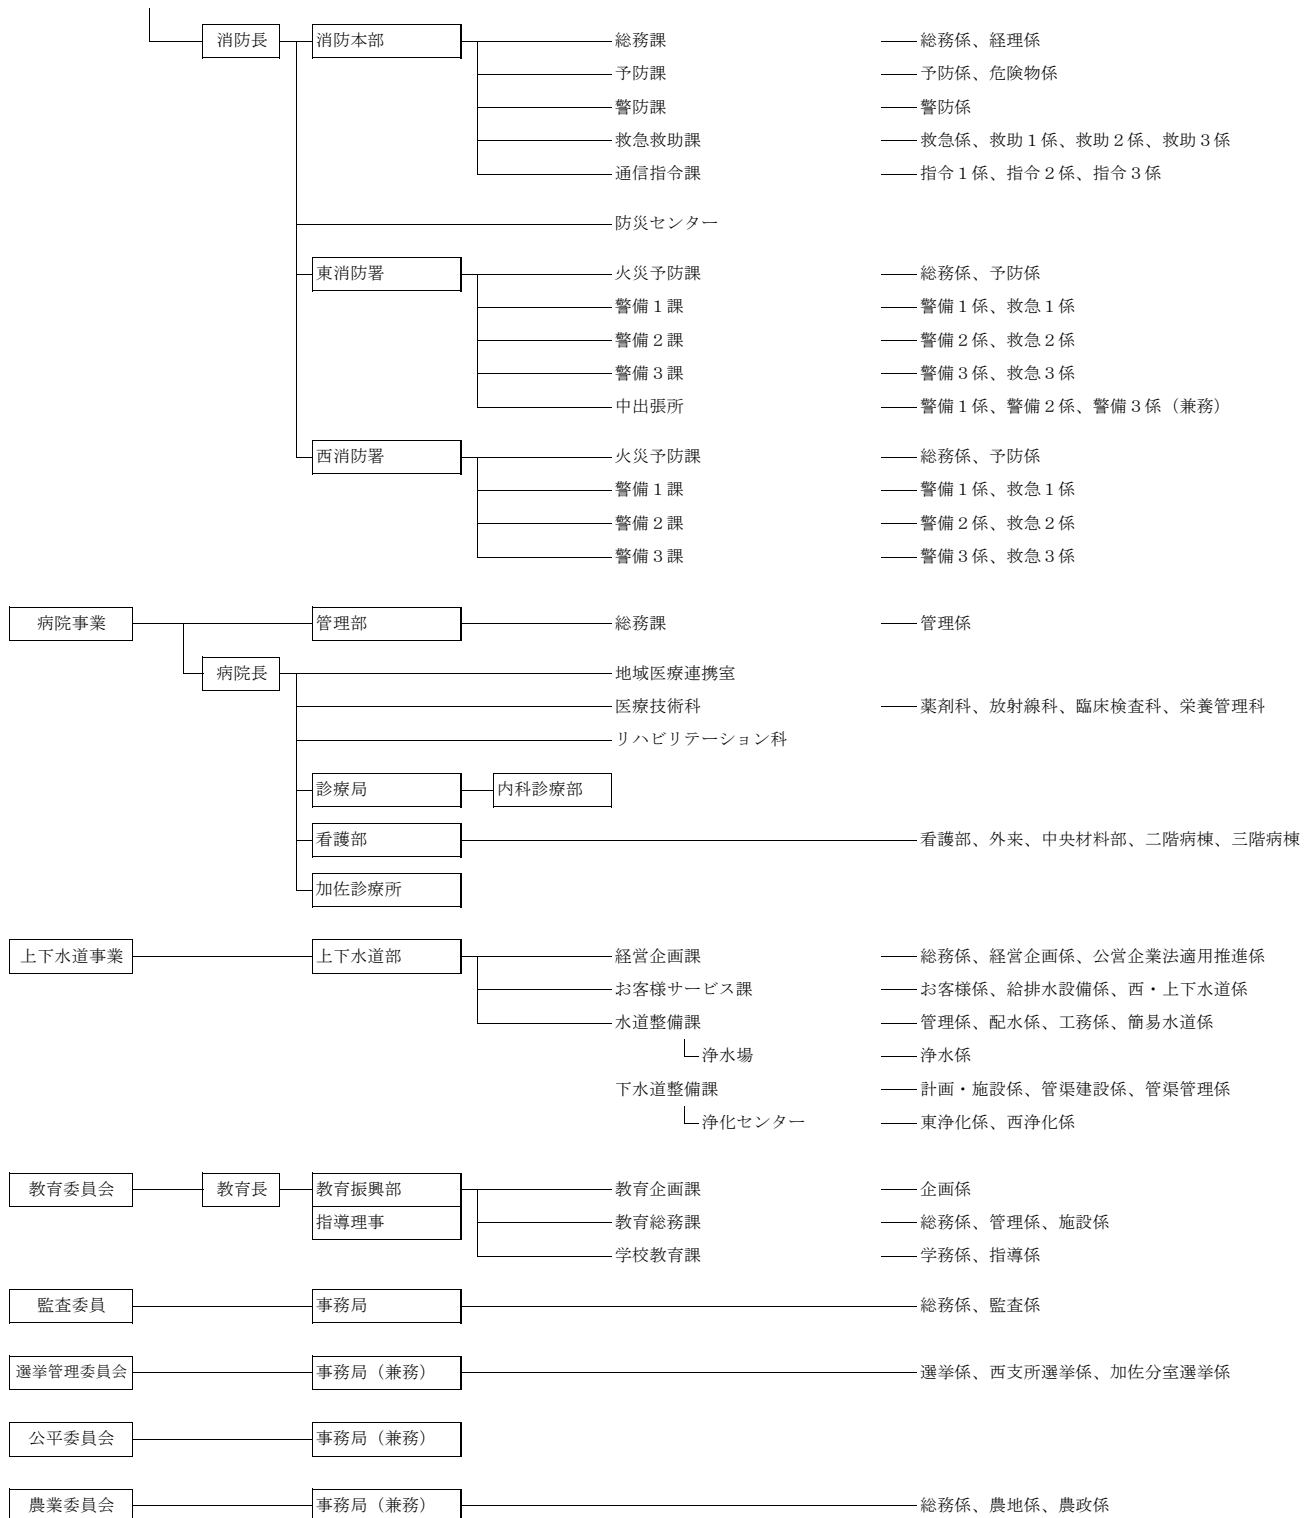 消防長 消防本部 総務課 総務係、経理係
予防課 予防係、危険物係
警防課 警防係
救急救助課 救急係、救助１係、救助２係、救助３係
通信指令課 指令１係、指令２係、指令３係
防災センター
東消防署 火災予防課 総務係、予防係
警備１課 警備１係、救急１係
警備２課 警備２係、救急２係
警備３課 警備３係、救急３係
中出張所 警備１係、警備２係、警備３係（兼務）
西消防署 火災予防課 総務係、予防係
警備１課 警備１係、救急１係
警備２課 警備２係、救急２係
警備３課 警備３係、救急３係
病院事業 管理部 総務課 管理係
病院長 地域医療連携室
医療技術科 薬剤科、放射線科、臨床検査科、栄養管理科
リハビリテーション科
診療局 内科診療部
看護部 看護部、外来、中央材料部、二階病棟、三階病棟
加佐診療所
上下水道事業 上下水道部 経営企画課 総務係、経営企画係、公営企業法適用推進係
お客様サービス課 お客様係、給排水設備係、西・上下水道係
水道整備課 管理係、配水係、工務係、簡易水道係
浄水場 浄水係
下水道整備課 計画・施設係、管渠建設係、管渠管理係
浄化センター 東浄化係、西浄化係
教育委員会 教育長 教育振興部 教育企画課 企画係
指導理事 教育総務課 総務係、管理係、施設係
学校教育課 学務係、指導係
監査委員 事務局 総務係、監査係
選挙管理委員会 事務局（兼務） 選挙係、西支所選挙係、加佐分室選挙係
公平委員会 事務局（兼務）
農業委員会 事務局（兼務） 総務係、農地係、農政係